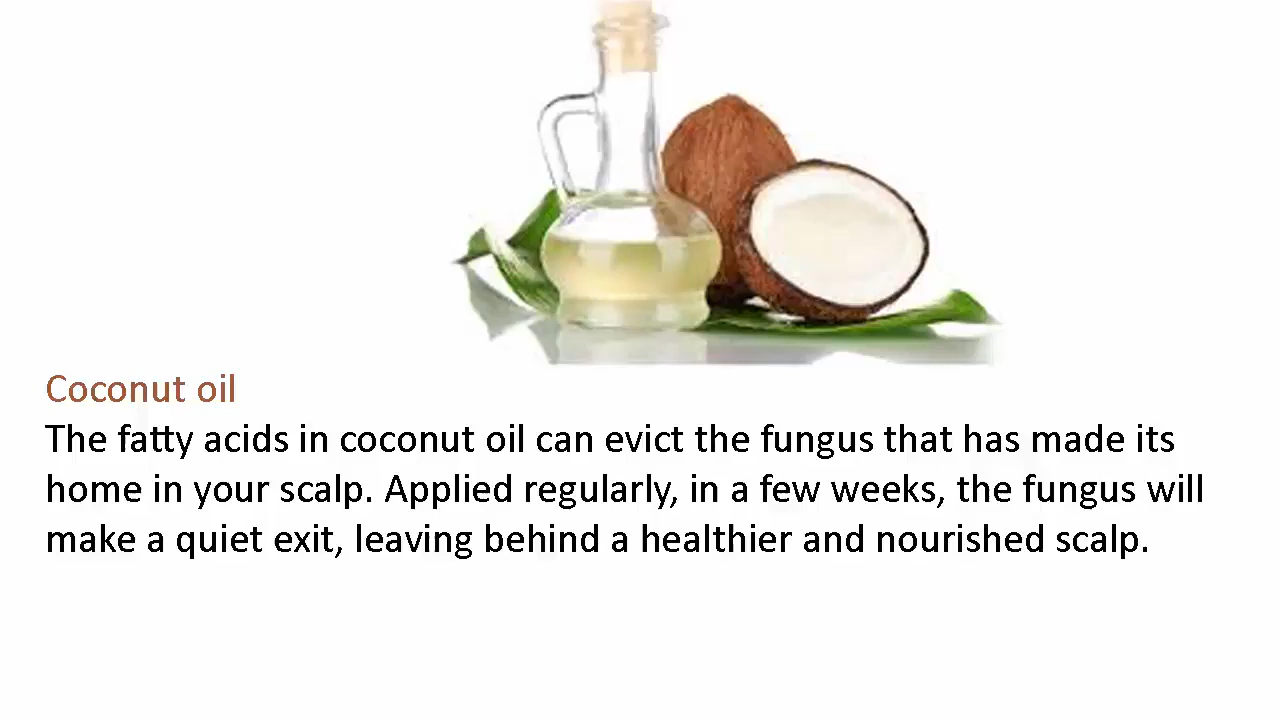 Coconut oil
The fatty acids in coconut oil can evict the fungus that has made its
home in your scalp. Applied regularly, in a few weeks, the fungus will
make a quiet exit, leaving behind a healthier and nourished scalp.